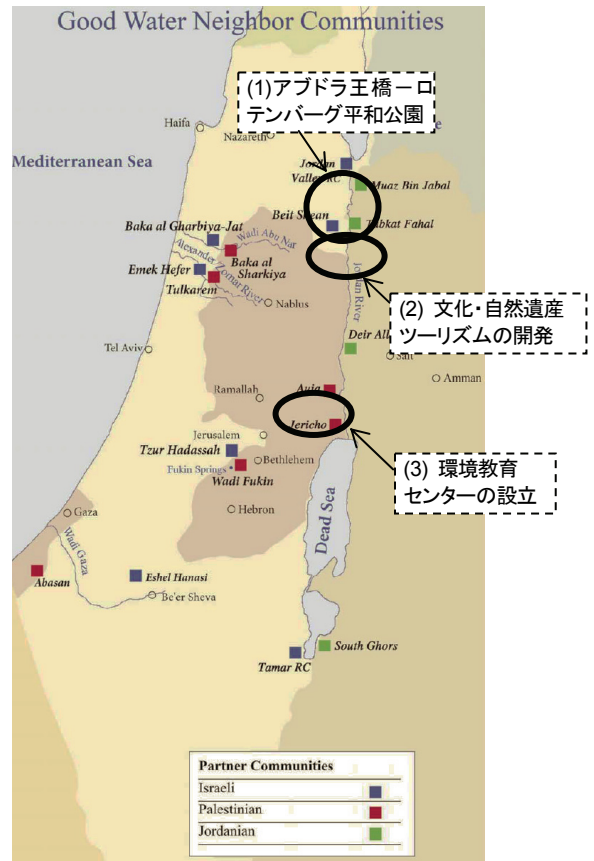 Good Water Neighbor Communities
(1)アブドラ王橋－ロ
テンバーグ平和公園
Haifa
Nazareth
Mediterranean Sea
Jordan
Valley RC
Muaz Bin Jabal
Beit Shean
Tabkat Fahal
Baka al Gharbiya-Jat
Wadi Abu Nar
Baka al
Sharkiya
Alexander Zomar River
Emek Hefer
Tulkarem
Nablus
Jordan River
(2) 文化・自然遺産
ツーリズムの開発
Tel Aviv
Deir All
Salt
Amman
Ramallah
Auja
Jericho
Jerusalem
Tzur Hadassah
Fukin Springs
Bethlehem
Wadi Fukin
(3) 環境教育
センターの設立
Hebron
Dead Sea
Gaza
Wadi Gaza
Abasan
Eshel Hanasi
Be'er Sheva
South Ghors
Tamar RC
Partner Communities
Israeli
Palestinian
Jordanian